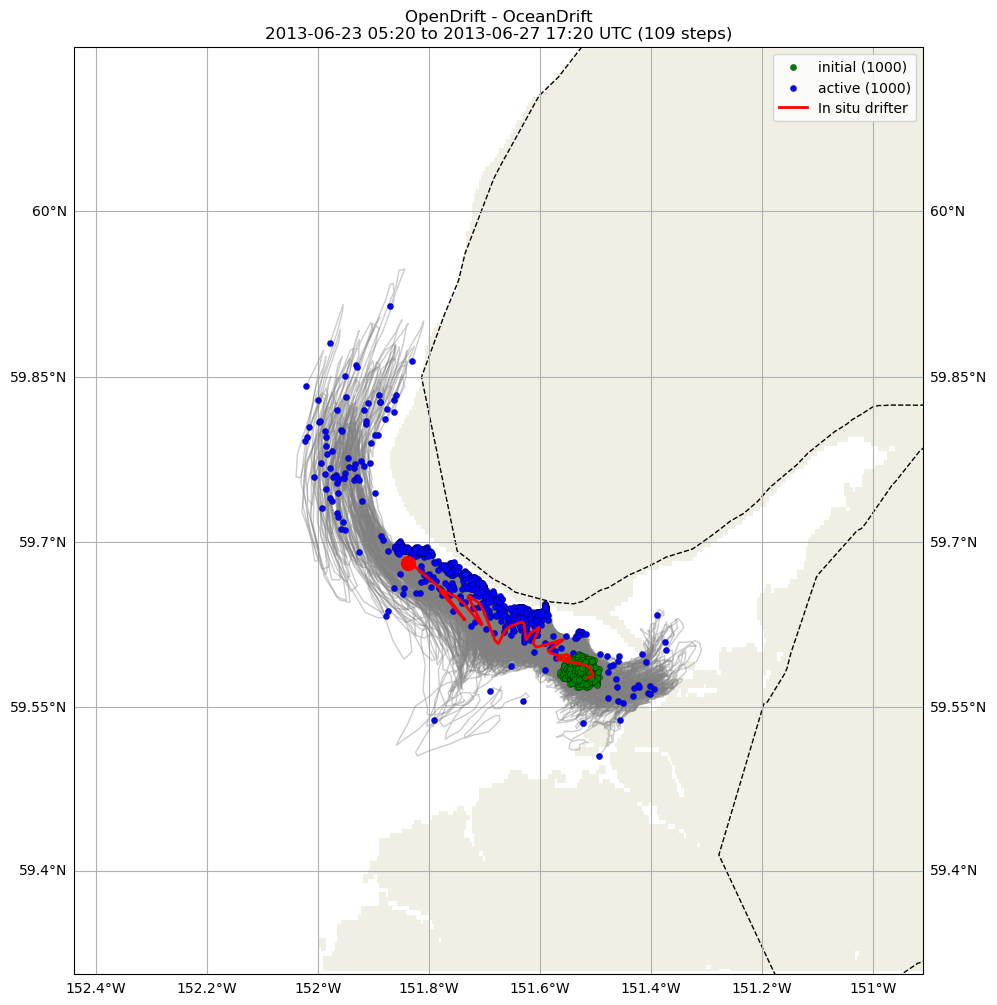 OpenDrift - OceanDrift
2013-06-23 05:20 to 2013-06-27 17:20 UTC (109 steps)
initial (1000)
active (1000)
In situ drifter
60°N
60°N
59.85°N
59.85°N
59.7°N
59.7°N
59.55°N
59.55°N
59.4°N
59.4°N
152.4°W
152.2°W
152°W
151.8°W
151.6°W
151.4°W
151.2°W
151°W